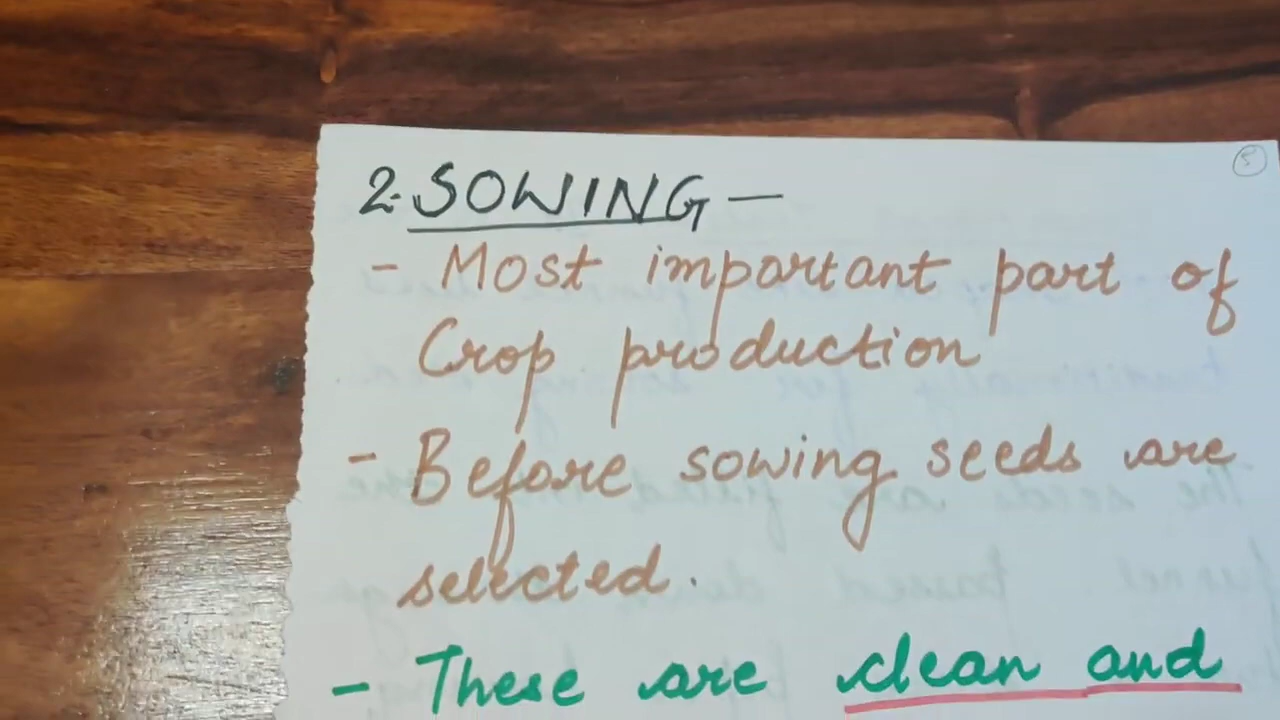 2. SOWING —
- Most important part of
Crop production
- Before sowing seeds are
selected.
- These are clean and